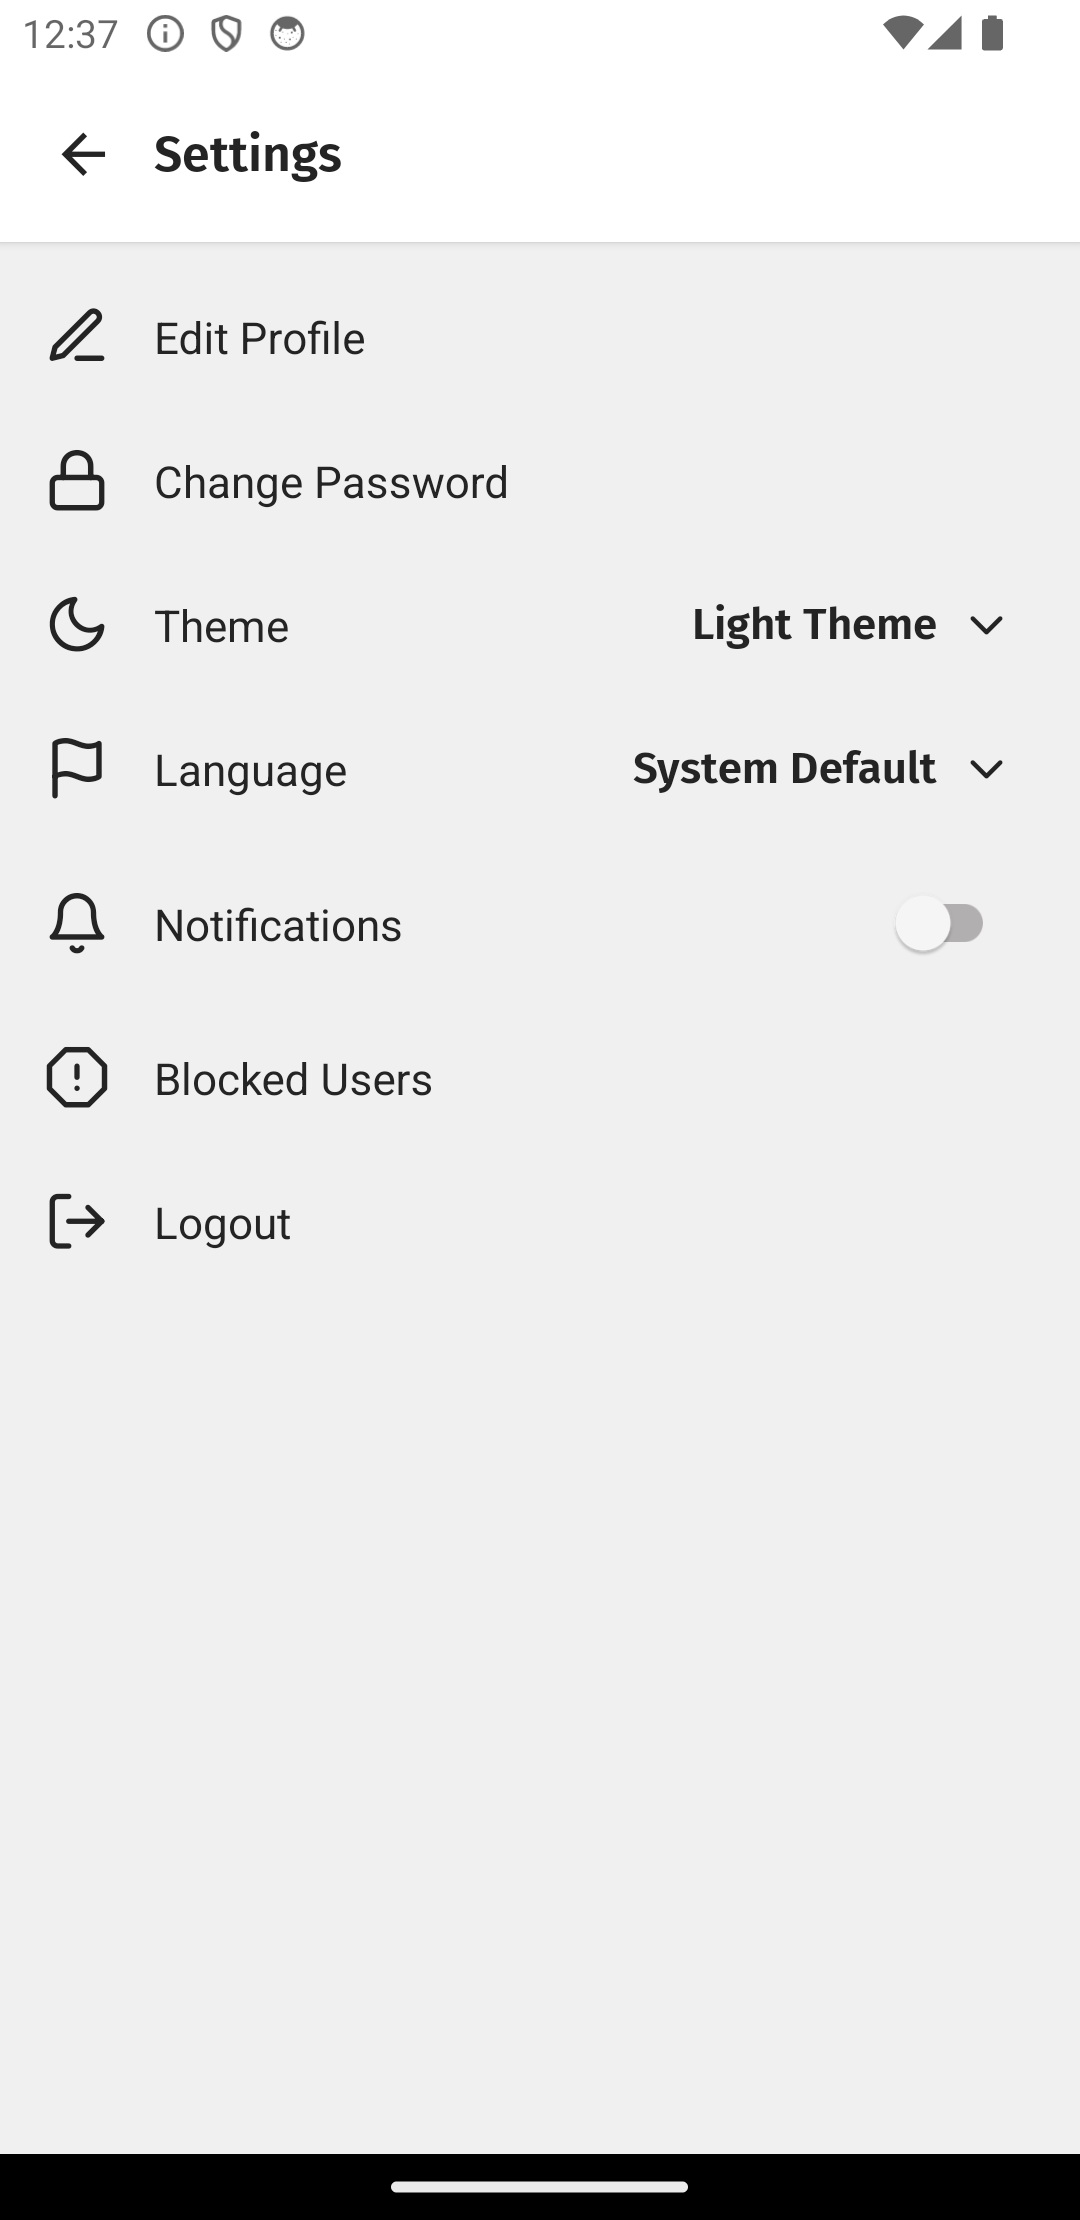 12:37
Settings
Edit Profile
Change Password
Theme
Light Theme
Language
System Default
Notifications
Blocked Users
Logout